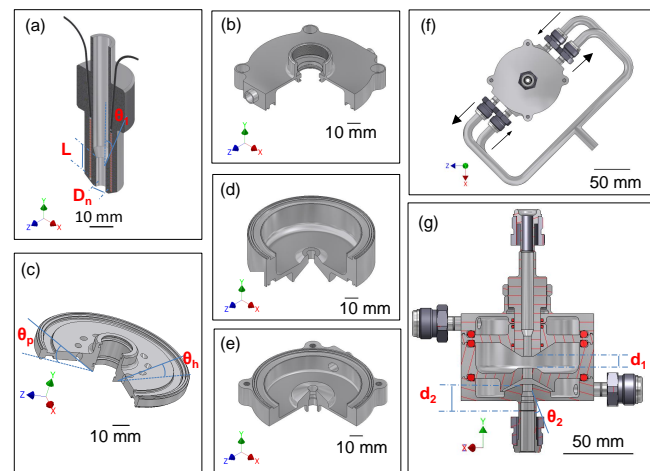 (a)
θ1
L
Dn
10 mm
Y
Z
X
(b)
10 mm
Y
Z
X
(c)
θp
θh
10 mm
Y
Z
X
(d)
10 mm
Y
Z
X
(e)
10 mm
Y
Z
X
(f)
50 mm
Z
Y
X
(g)
d1
d2
θ2
50 mm
Y
X